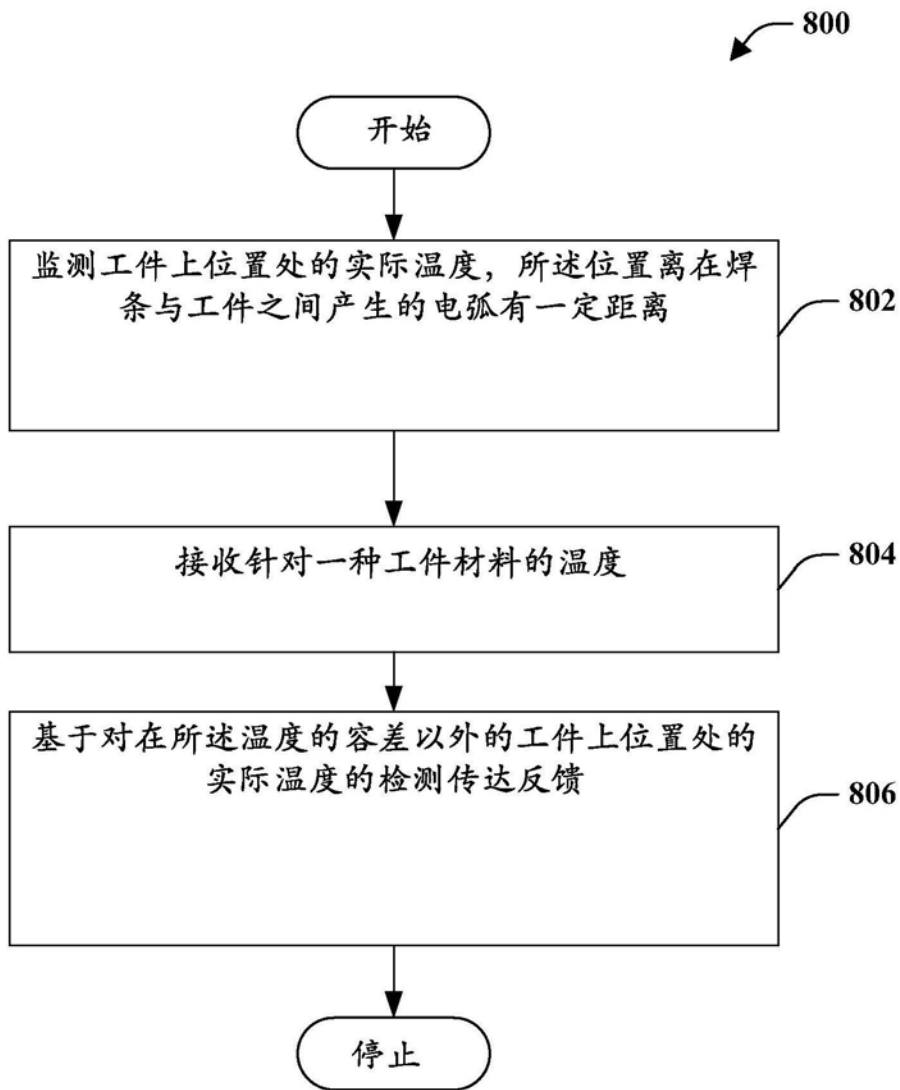 800
开始
监测工件上位置处的实际温度，所述位置离在焊
条与工件之间产生的电弧有一定距离
802
接收针对一种工件材料的温度
804
基于对在所述温度的容差以外的工件上位置处的
实际温度的检测传达反馈
806
停止